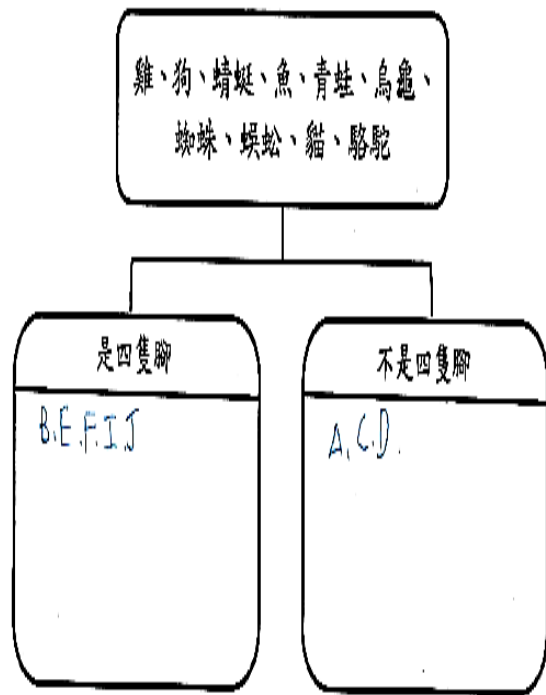 雞、狗、蜻蜓、魚、青蛙、烏龜、
蜘蛛、蜈蚣、貓、駱駝
是四隻腳
不是四隻腳
B.E.F.I.J
A.C.D.